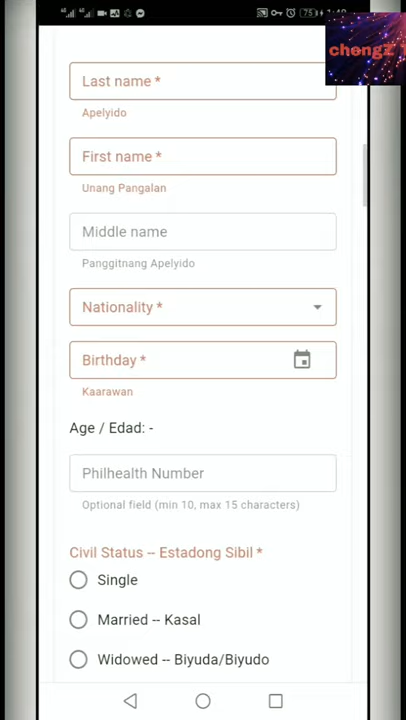 chengZ
Last name *
Apelyido
First name *
Unang Pangalan
Middle name
Panggitnang Apelyido
Nationality *
Birthday *
Kaarawan
Age / Edad: -
Philhealth Number
Optional field (min 10, max 15 characters)
Civil Status -- Estadong Sibil *
Single
Married -- Kasal
Widowed -- Biyuda/Biyudo